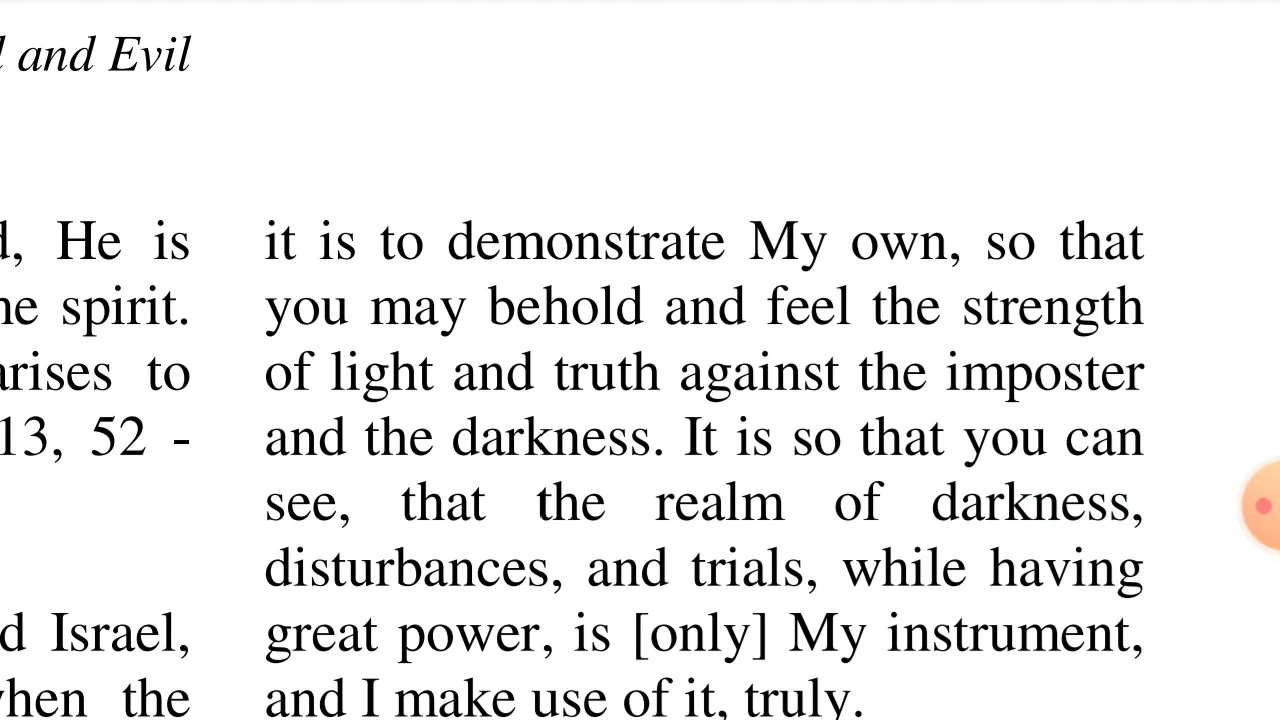 and Evil
He is
spirit.
to
13, 52 -
Israel,
the
it is to demonstrate My own, so that
you may behold and feel the strength
of light and truth against the imposter
and the darkness. It is so that you can
see, that the realm of darkness,
disturbances, and trials, while having
great power, is [only] My instrument,
and I make use of it, truly.